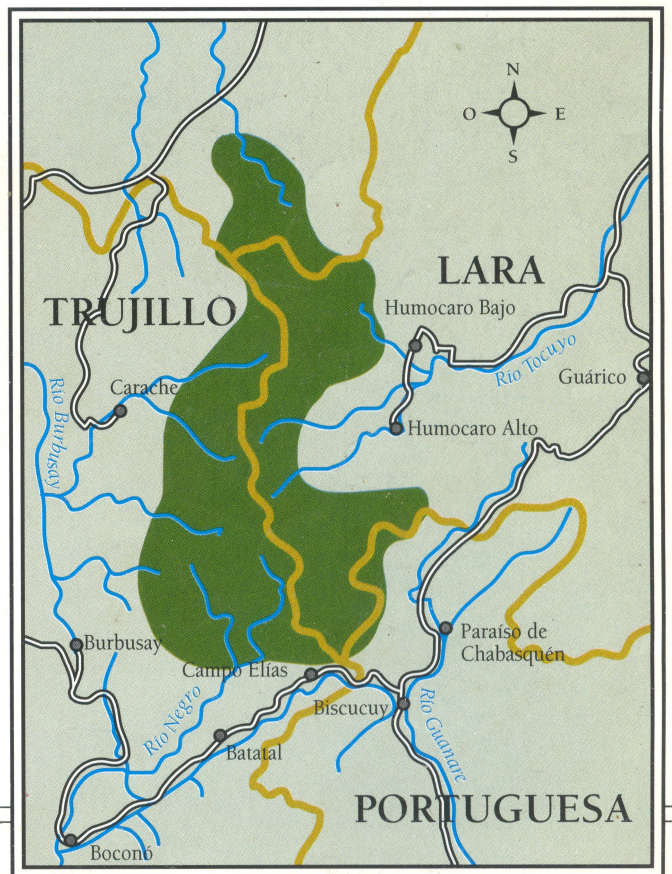 N
O E
S
LARA
TRUJILLO
Humocaro Bajo
Río Tocuyo
Guárico
Carache
Río Burbusay
Humocaro Alto
Burbusay
Paraíso de
Chabasquén
Campo Elías
Biscucuy
Río Negro
Río Guanare
Batatal
PORTUGUESA
Boconó